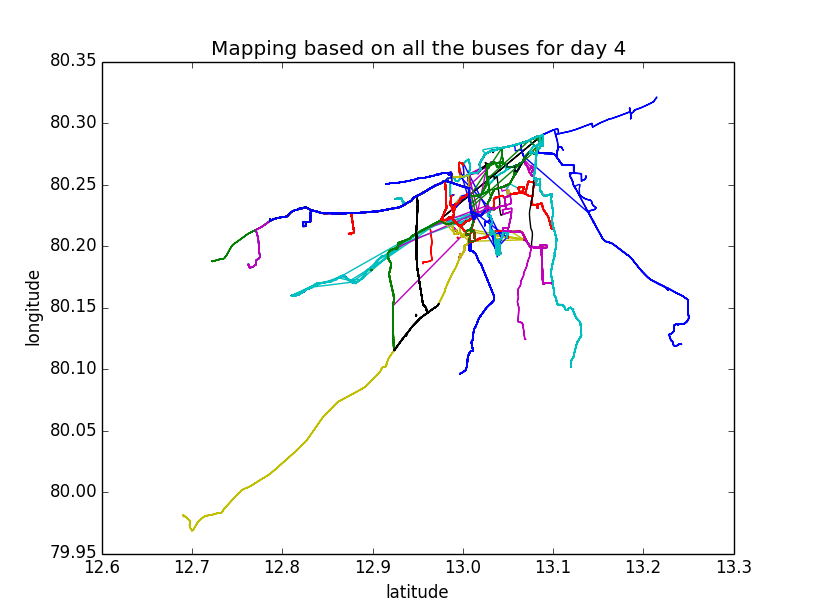 Mapping based on all the buses for day 4
80.35
80.30
80.25
80.20
80.15
80.10
80.05
80.00
79.95
longitude
12.6 12.7 12.8 12.9 13.0 13.1 13.2 13.3
latitude